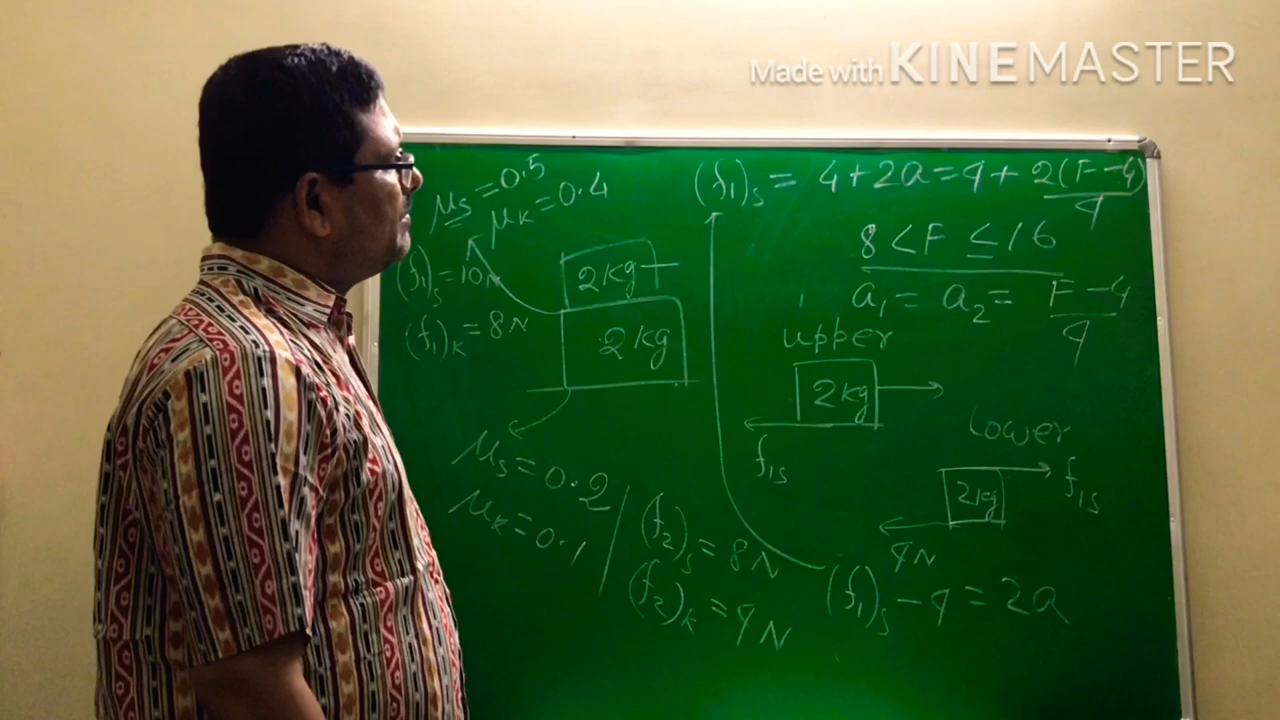 Made with KINEMASTER
μs = 0.5
μk = 0.4
(f1)s = 10N
(f1)k = 8N
2kg
2kg
μs = 0.2
μk = 0.1
(f2)s = 8N
(f2)k = 4N
(f1)s = 4+2a = 4 + 2(F-4)/4
8 < F ≤ 16
a1 = a2 = F-4/4
upper
2kg
f1s
Lower
2kg
f1s
4N
(f1)s - 4 = 2a